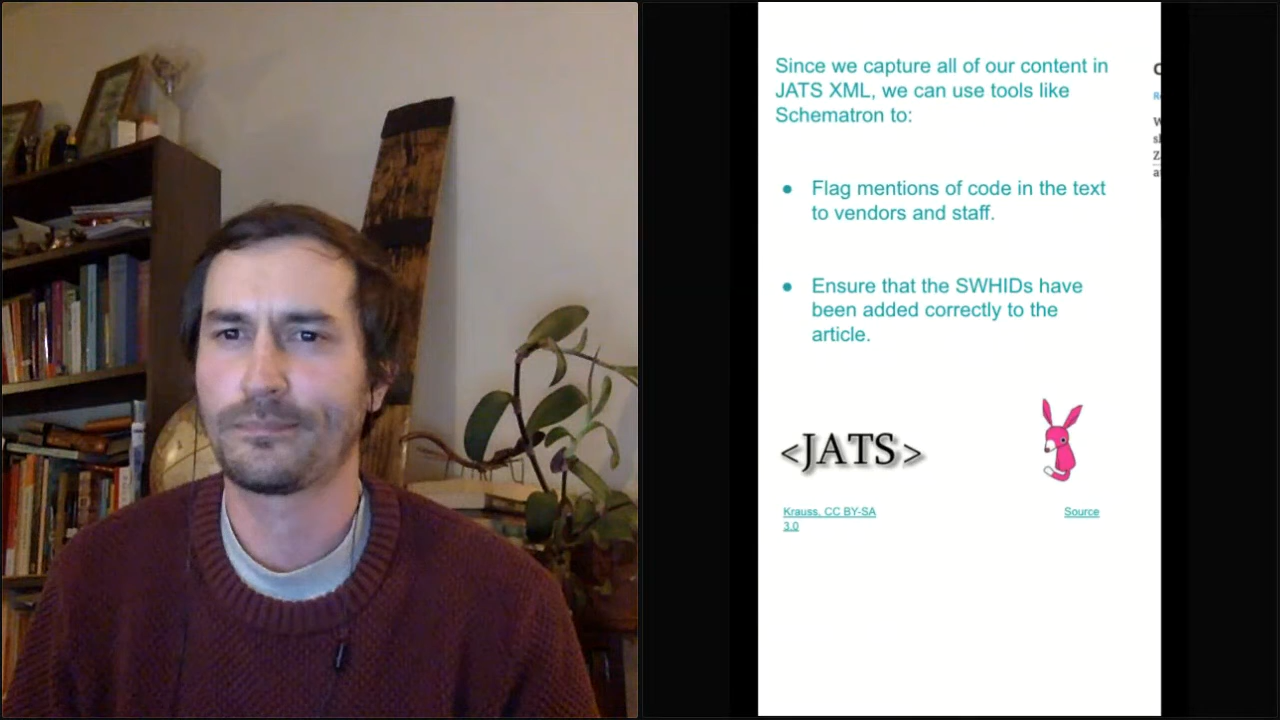 Since we capture all of our content in
JATS XML, we can use tools like
Schematron to:
● Flag mentions of code in the text
to vendors and staff.
● Ensure that the SWHIDs have
been added correctly to the
article.
<JATS>
Krauss, CC BY-SA
3.0
Source